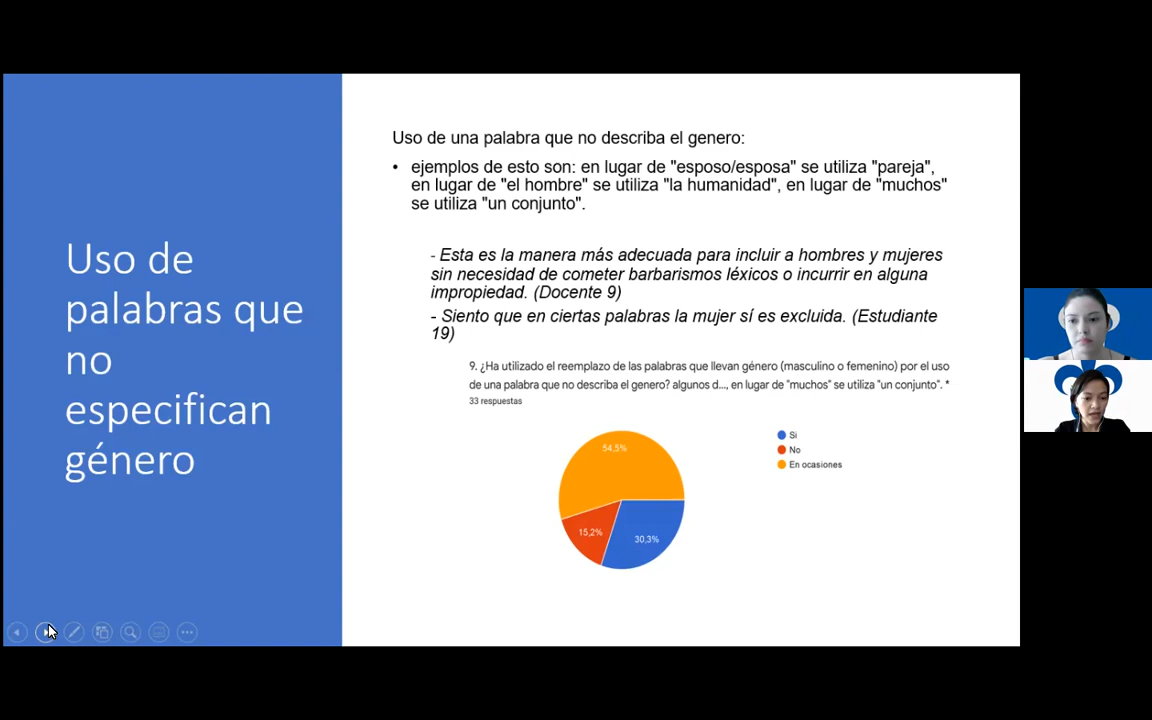 Uso de
palabras que
no
especifican
género
Uso de una palabra que no describa el genero:
• ejemplos de esto son: en lugar de "esposo/esposa" se utiliza "pareja",
en lugar de "el hombre" se utiliza "la humanidad", en lugar de "muchos"
se utiliza "un conjunto".
- Esta es la manera más adecuada para incluir a hombres y mujeres
sin necesidad de cometer barbarismos léxicos o incurrir en alguna
impropiedad. (Docente 9)
- Siento que en ciertas palabras la mujer sí es excluida. (Estudiante
19)
9. ¿Ha utilizado el reemplazo de las palabras que llevan género (masculino o femenino) por el uso
de una palabra que no describa el genero? algunos d..., en lugar de "muchos" se utiliza "un conjunto". *
33 respuestas
54,5%
15,2%
30,3%
Si
No
En ocasiones